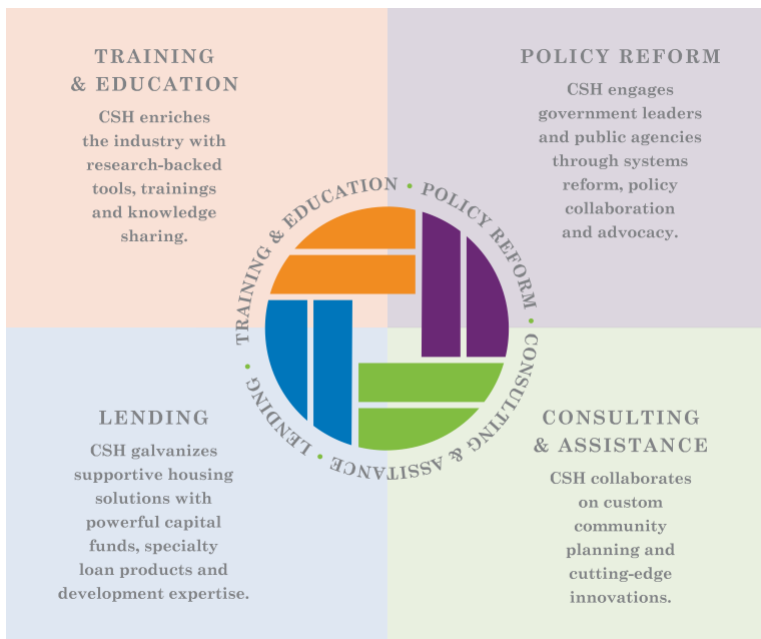 TRAINING
& EDUCATION
CSH enriches
the industry with
research-backed
tools, trainings
and knowledge
sharing.
POLICY REFORM
CSH engages
government leaders
and public agencies
through systems
reform, policy
collaboration
and advocacy.
TRAINING & EDUCATION • POLICY REFORM • CONSULTING & ASSITANCE • LENDING •
LENDING
CSH galvanizes
supportive housing
solutions with
powerful capital
funds, specialty
loan products and
development expertise.
CONSULTING
& ASSISTANCE
CSH collaborates
on custom
community
planning and
cutting-edge
innovations.